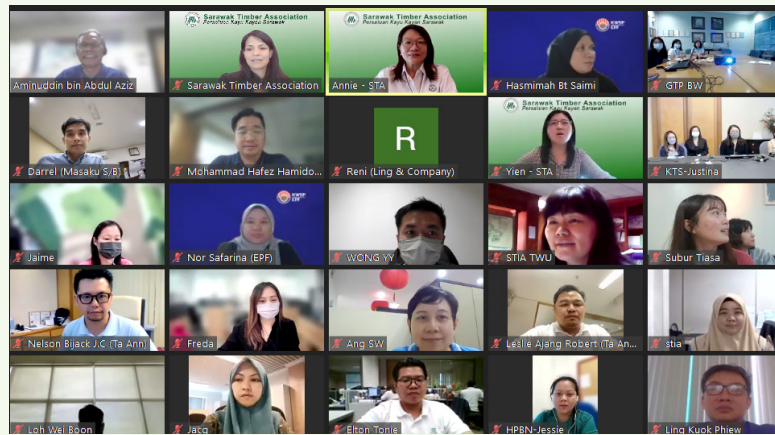 Sarawak Timber Association
Persatuan Kayu Kayan Sarawak
Sarawak Timber Association
Persatuan Kayu Kayan Sarawak
KWSP
EPF
Aminuddin bin Abdul Aziz
Sarawak Timber Association
Annie - STA
Hasmimah Bt Saimi
GTP BW
R
Sarawak Timber Association
Persatuan Kayu Kayan Sarawak
Darrel (Masaku S/B)
Mohammad Hafez Hamido...
Reni (Ling & Company)
Yien - STA
KTS-Justina
KWSP
EPF
Jaime
Nor Safarina (EPF)
WONG YY
STIA TWU
Subur Tiasa
Nelson Bijack J.C (Ta Ann)
Freda
Ang SW
Leslie Ajang Robert (Ta An...
stia
Loh Wei Boon
Jacq
Elton Tonie
HPBN-Jessie
Ling Kuok Phiew